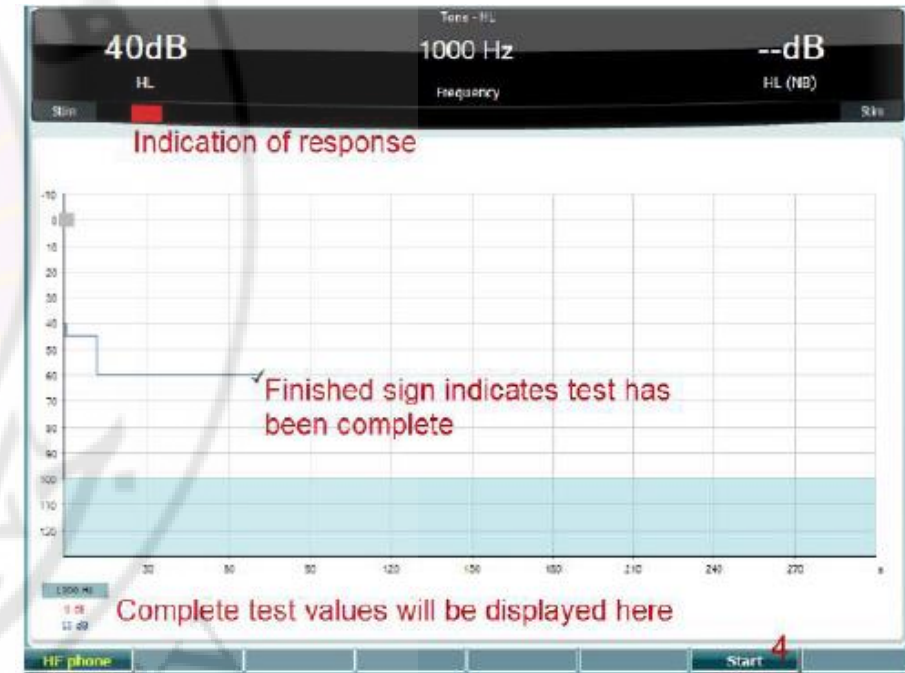 Tone - HL
40dB 1000 Hz --dB
HL Frequency HL (NB)
Stim Stim
Indication of response
-10
0
10
20
30
40
50
60
70
80
90
100
110
120
Finished sign indicates test has
been complete
30 60 90 120 150 180 210 240 270 s
1000 Hz
Complete test values will be displayed here
4
HF phone Start